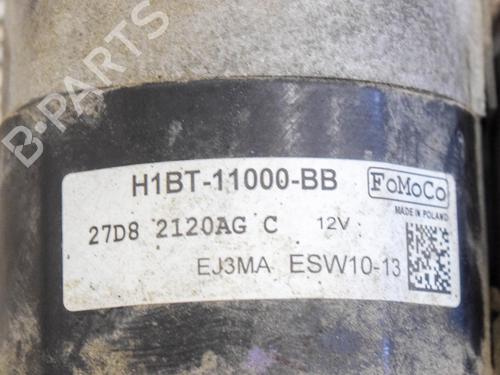 B-PARTS
H1BT-11000-BB
FoMoCo
MADE IN POLAND
27D8 2120AG C 12V
EJ3MA ESW10-13